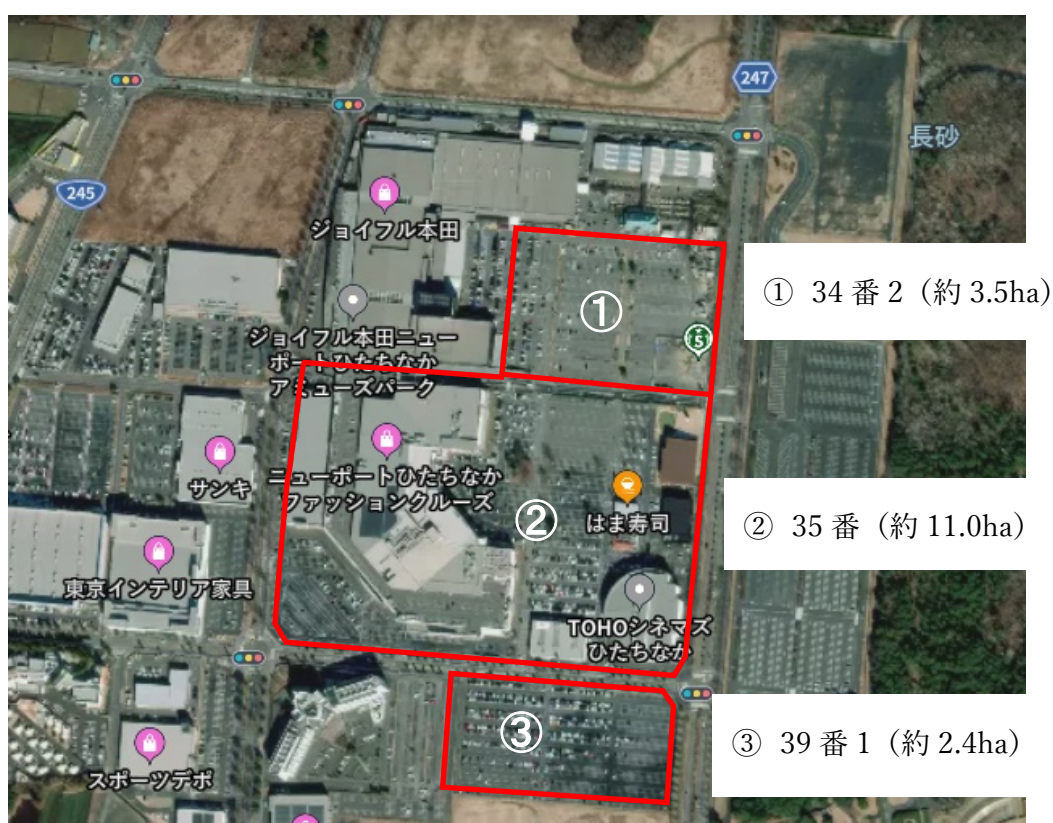 247
長砂
245
ジョイフル本田
① 34 番 2（約 3.5ha）
①
5
ジョイフル本田ニュー
ポートひたちなか
アミューズパーク
サンキ
ニューポートひたちなか
ファッションクルーズ
はま寿司
②
② 35 番（約 11.0ha）
東京インテリア家具
TOHOシネマズ
ひたちなか
③
③ 39 番 1（約 2.4ha）
スポーツデポ